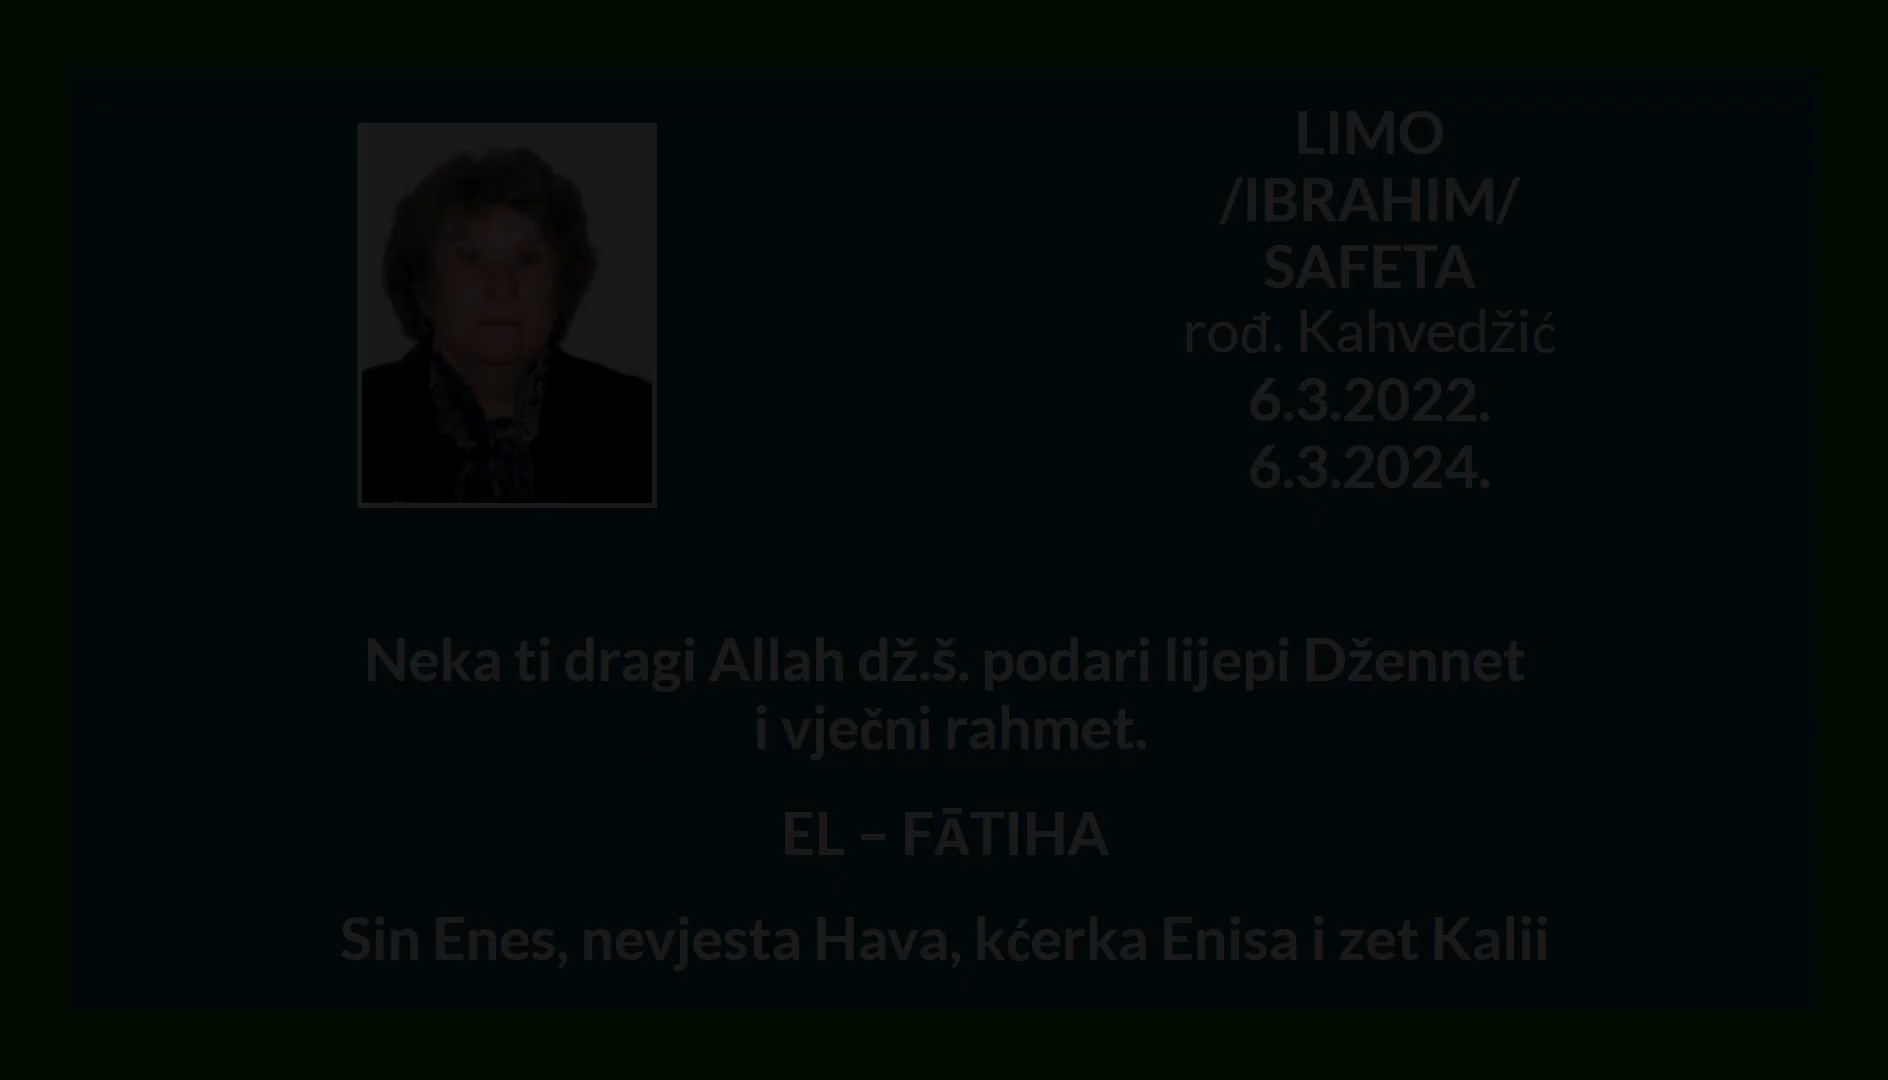 LIMO
/IBRAHIM/
SAFETA
rođ. Kahvedžić
6.3.2022.
6.3.2024.
Neka ti dragi Allah dž.š. podari lijepi Džennet
i vječni rahmet.
EL – FĀTIHA
Sin Enes, nevjesta Hava, kćerka Enisa i zet Kalii